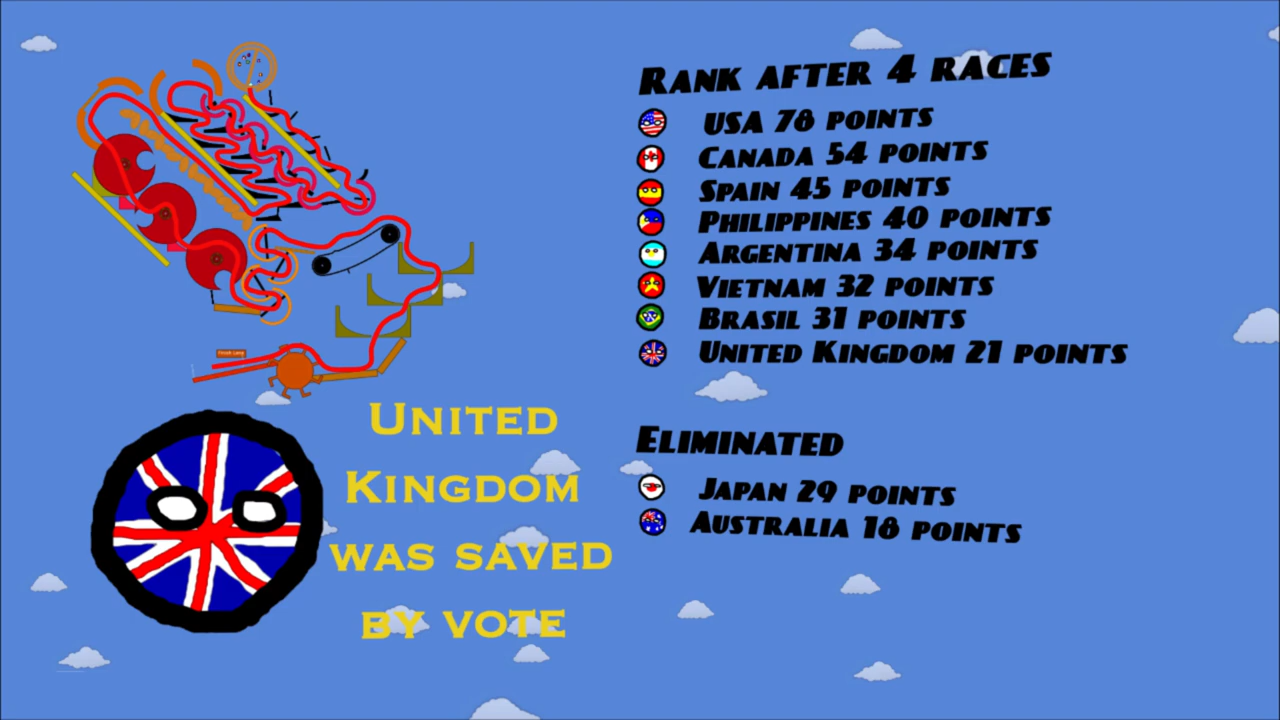 Rank after 4 races
USA 78 points
Canada 54 points
Spain 45 points
Philippines 40 points
Argentina 34 points
Vietnam 32 points
Brasil 31 points
United Kingdom 21 points
Eliminated
Japan 29 points
Australia 18 points
United
Kingdom
was saved
by vote